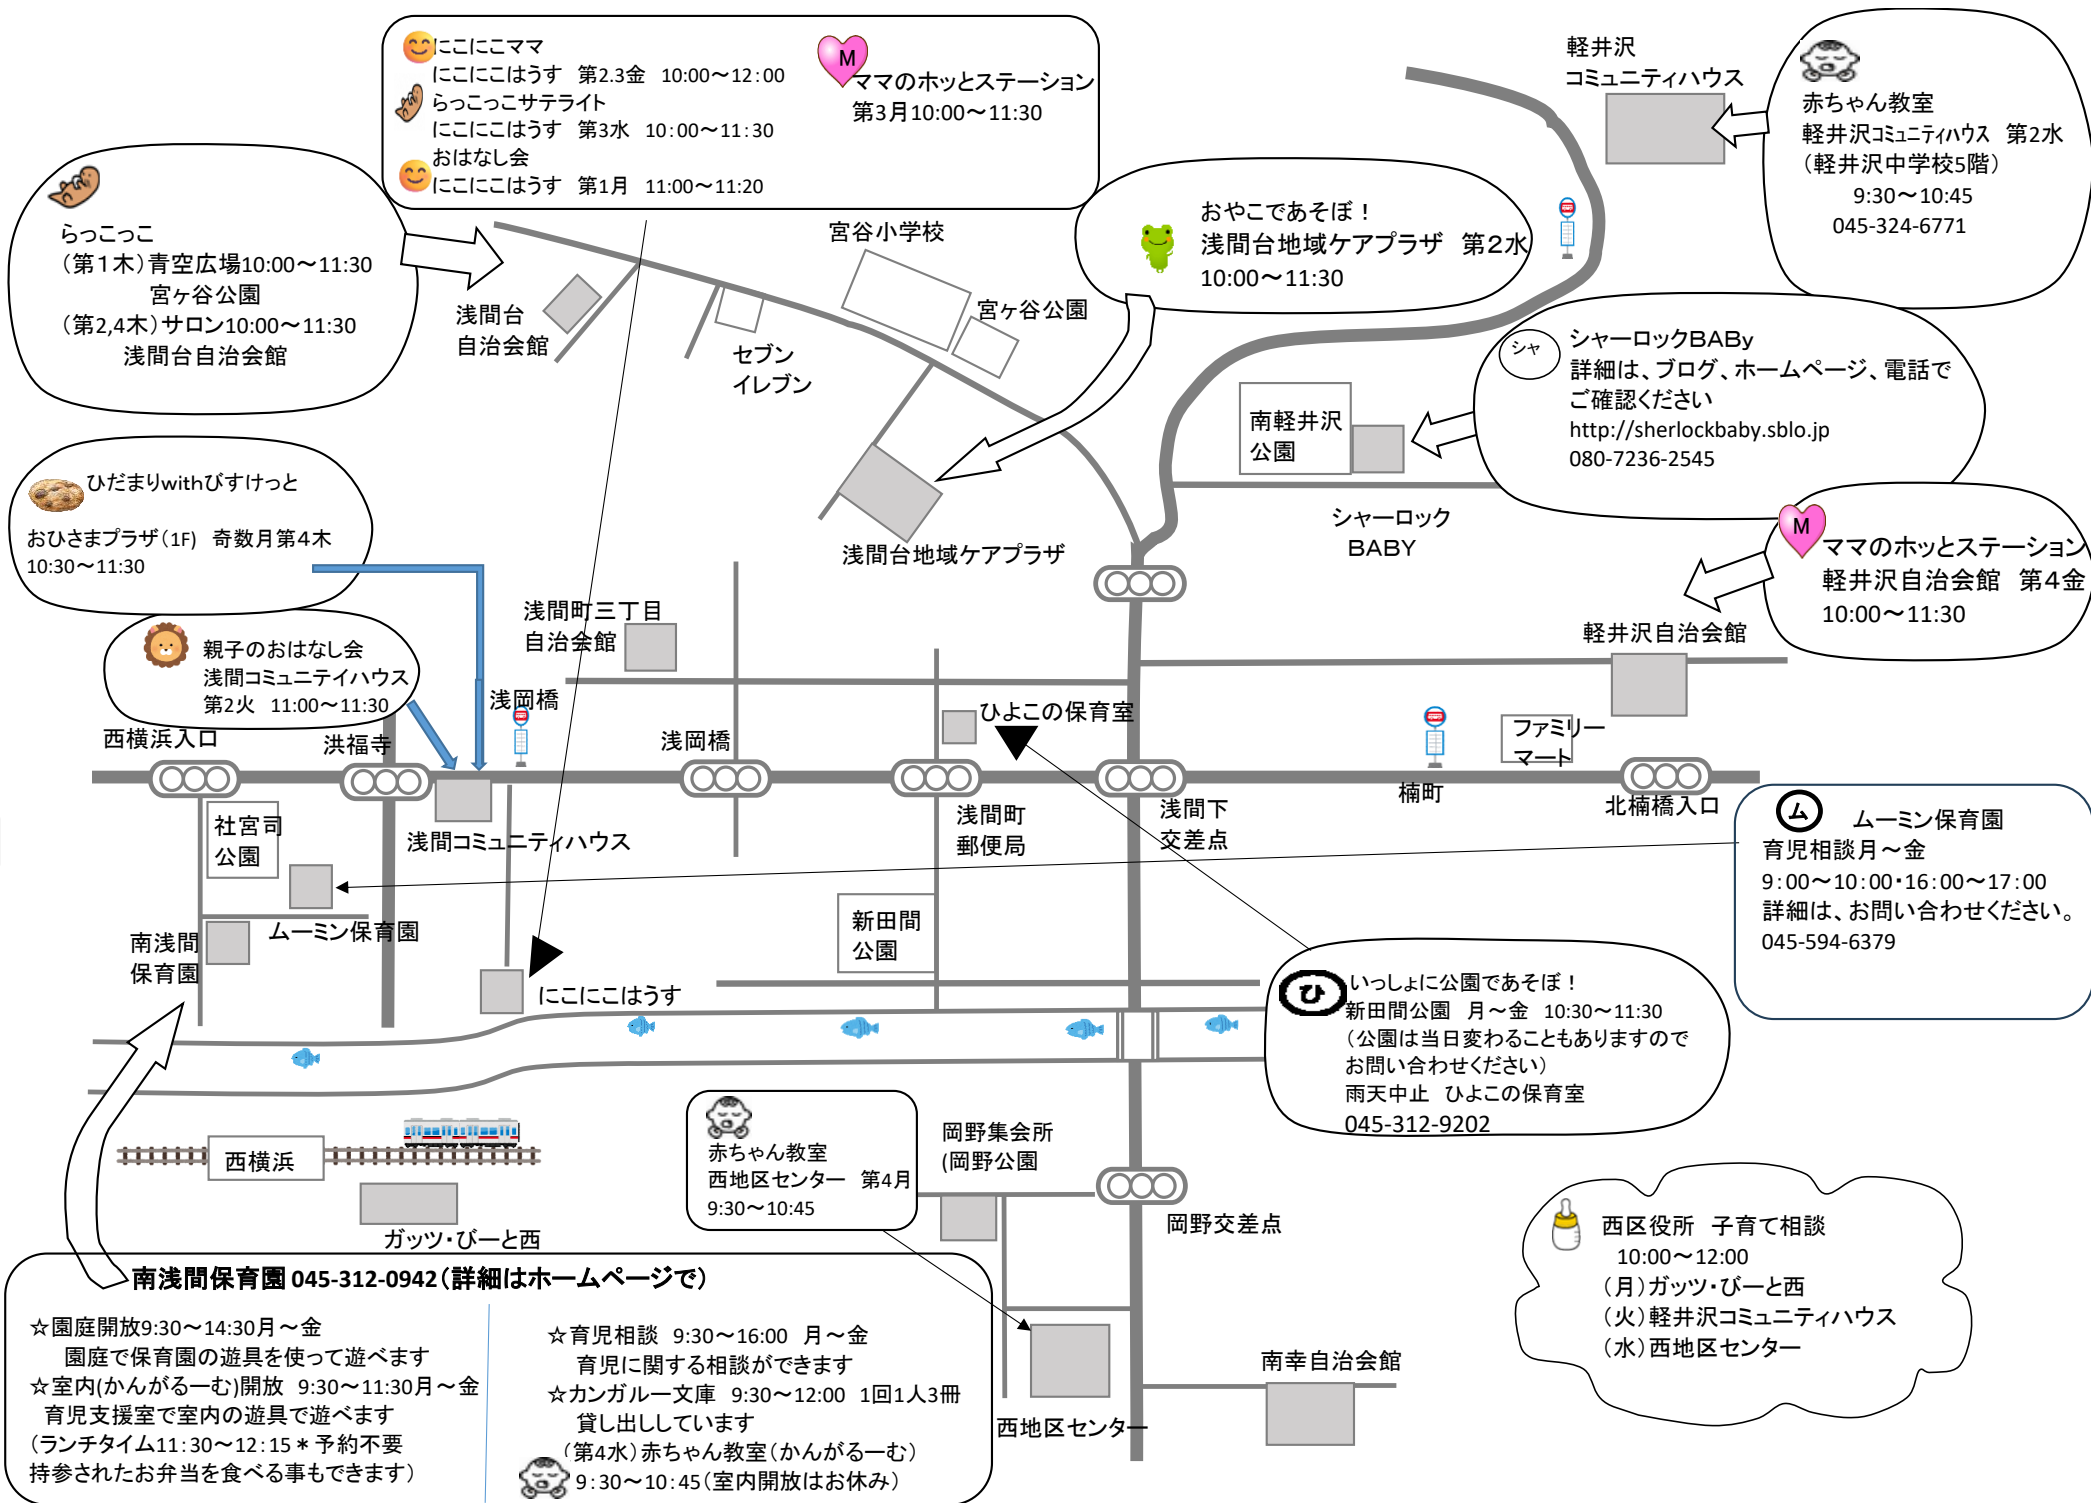 にこにこママ
にこにこはうす 第2.3金 10:00～12:00
らっこっこサテライト
にこにこはうす 第3水 10:00～11:30
おはなし会
にこにこはうす 第1月 11:00～11:20
M
ママのホッとステーション
第3月10:00～11:30
軽井沢
コミュニティハウス
赤ちゃん教室
軽井沢コミュニティハウス 第2水
（軽井沢中学校5階）
9:30～10:45
045-324-6771
らっこっこ
（第１木）青空広場10:00～11:30
宮ヶ谷公園
（第2,4木）サロン10:00～11:30
浅間台自治会館
おやこであそぼ！
浅間台地域ケアプラザ 第２水
10:00～11:30
宮谷小学校
宮ヶ谷公園
浅間台
自治会館
セブン
イレブン
シャ
シャーロックBABy
詳細は、ブログ、ホームページ、電話で
ご確認ください
http://sherlockbaby.sblo.jp
080-7236-2545
南軽井沢
公園
シャーロック
BABY
浅間台地域ケアプラザ
ひだまりwithびすけっと
おひさまプラザ（1F） 奇数月第４木
10:30～11:30
M
ママのホッとステーション
軽井沢自治会館 第４金
10:00～11:30
浅間町三丁目
自治会館
軽井沢自治会館
親子のおはなし会
浅間コミュニテイハウス
第2火 11:00～11:30
浅岡橋
ひよこの保育室
西横浜入口
洪福寺
浅岡橋
ファミリー
マート
浅間町
郵便局
浅間下
交差点
楠町
北楠橋入口
社宮司
公園
浅間コミュニティハウス
ム
ムーミン保育園
育児相談月～金
9:00～10:00・16:00～17:00
詳細は、お問い合わせください。
045-594-6379
南浅間
保育園
ムーミン保育園
新田間
公園
にこにこはうす
ひ
いっしょに公園であそぼ！
新田間公園 月～金 10:30～11:30
（公園は当日変わることもありますので
お問い合わせください）
雨天中止 ひよこの保育室
045-312-9202
西横浜
ガッツ・びーと西
赤ちゃん教室
西地区センター 第4月
9:30～10:45
岡野集会所
(岡野公園
岡野交差点
西区役所 子育て相談
10:00～12:00
（月）ガッツ・びーと西
（火）軽井沢コミュニティハウス
（水）西地区センター
南幸自治会館
西地区センター
南浅間保育園 045-312-0942（詳細はホームページで）
☆園庭開放9:30～14:30月～金
園庭で保育園の遊具を使って遊べます
☆室内(かんがるーむ)開放 9:30～11:30月～金
育児支援室で室内の遊具で遊べます
（ランチタイム11:30～12:15＊予約不要
持参されたお弁当を食べる事もできます）
☆育児相談 9:30～16:00 月～金
育児に関する相談ができます
☆カンガルー文庫 9:30～12:00 1回1人3冊
貸し出ししています
（第4水）赤ちゃん教室（かんがるーむ）
9:30～10:45（室内開放はお休み）